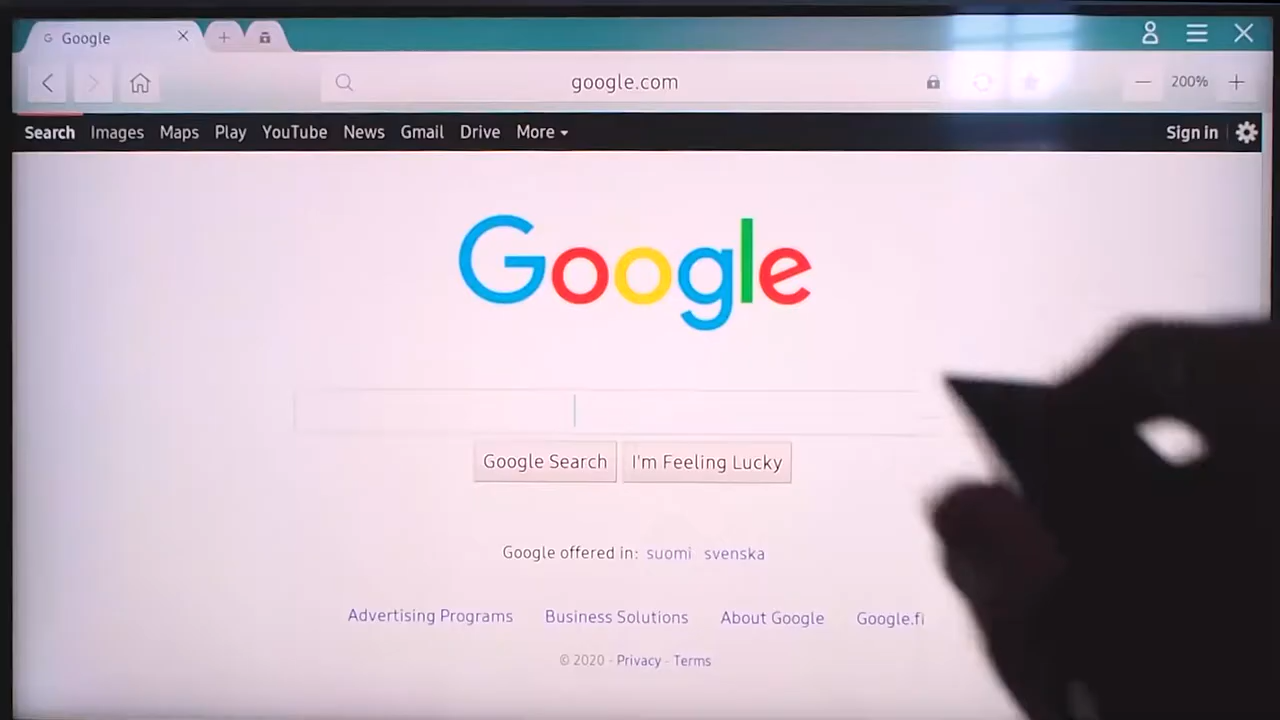 G Google
google.com
200%
Search Images Maps Play YouTube News Gmail Drive More
Sign in
Google
Google Search I'm Feeling Lucky
Google offered in: suomi svenska
Advertising Programs Business Solutions About Google Google.fi
© 2020 - Privacy - Terms